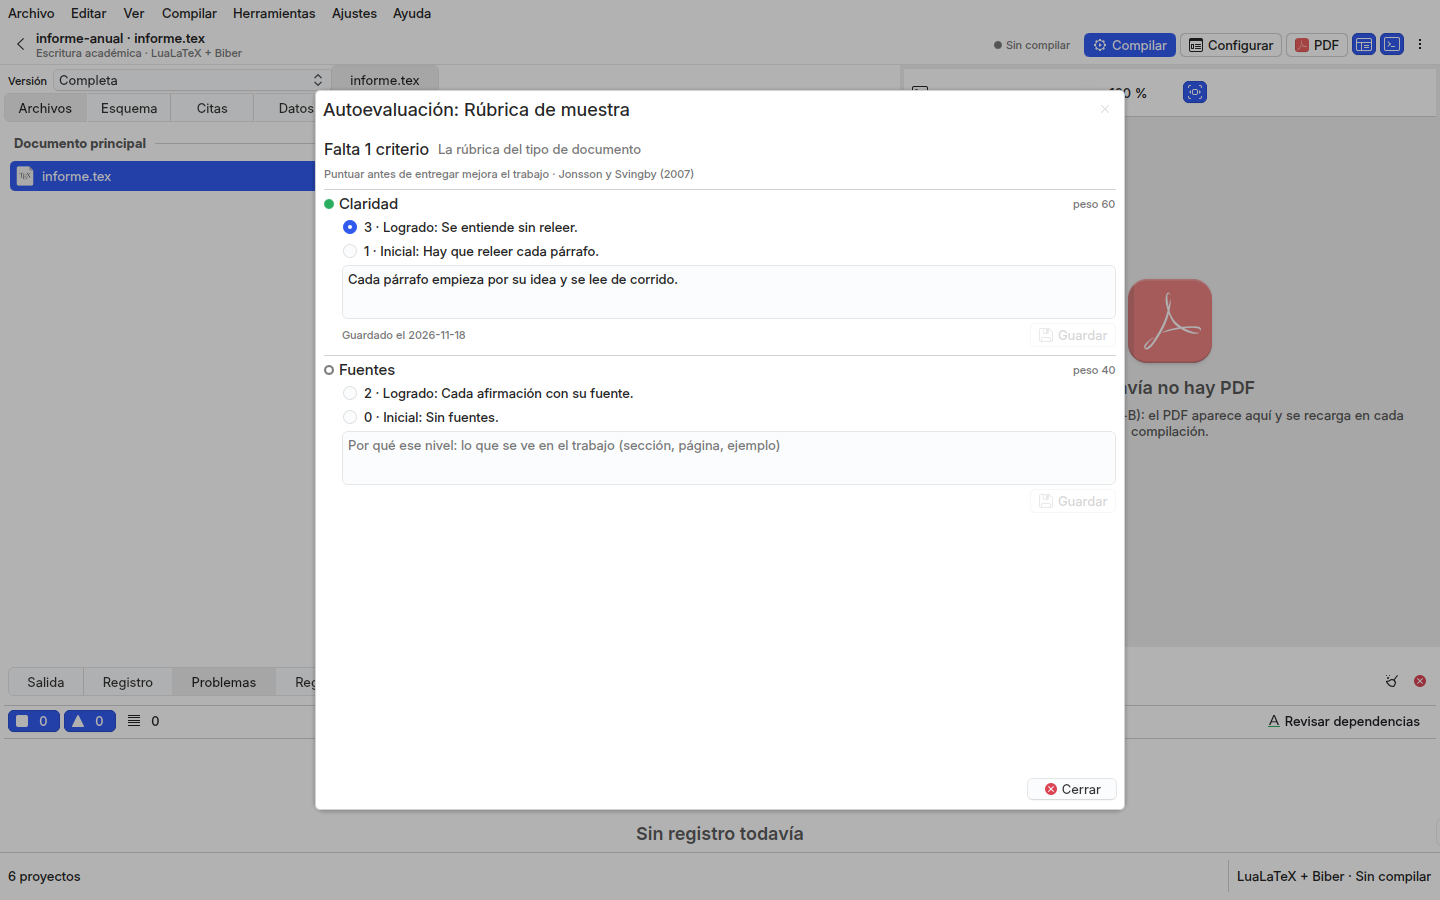 Archivo Editar Ver Compilar Herramientas Ajustes Ayuda
informe-anual · informe.tex
Escritura académica · LuaLaTeX + Biber
Sin compilar
Compilar
Configurar
PDF
Versión Completa
informe.tex
Archivos Esquema Citas Datos
Documento principal
informe.tex
Autoevaluación: Rúbrica de muestra
Falta 1 criterio La rúbrica del tipo de documento
Puntuar antes de entregar mejora el trabajo · Jonsson y Svingby (2007)
Claridad peso 60
3 · Logrado: Se entiende sin releer.
1 · Inicial: Hay que releer cada párrafo.
Cada párrafo empieza por su idea y se lee de corrido.
Guardado el 2026-11-18 Guardar
Fuentes peso 40
2 · Logrado: Cada afirmación con su fuente.
0 · Inicial: Sin fuentes.
Por qué ese nivel: lo que se ve en el trabajo (sección, página, ejemplo)
Guardar
Cerrar
%
no hay PDF
-B): el PDF aparece aquí y se recarga en cada
compilación.
Salida Registro Problemas
0 0 0
Revisar dependencias
Sin registro todavía
6 proyectos
LuaLaTeX + Biber · Sin compilar